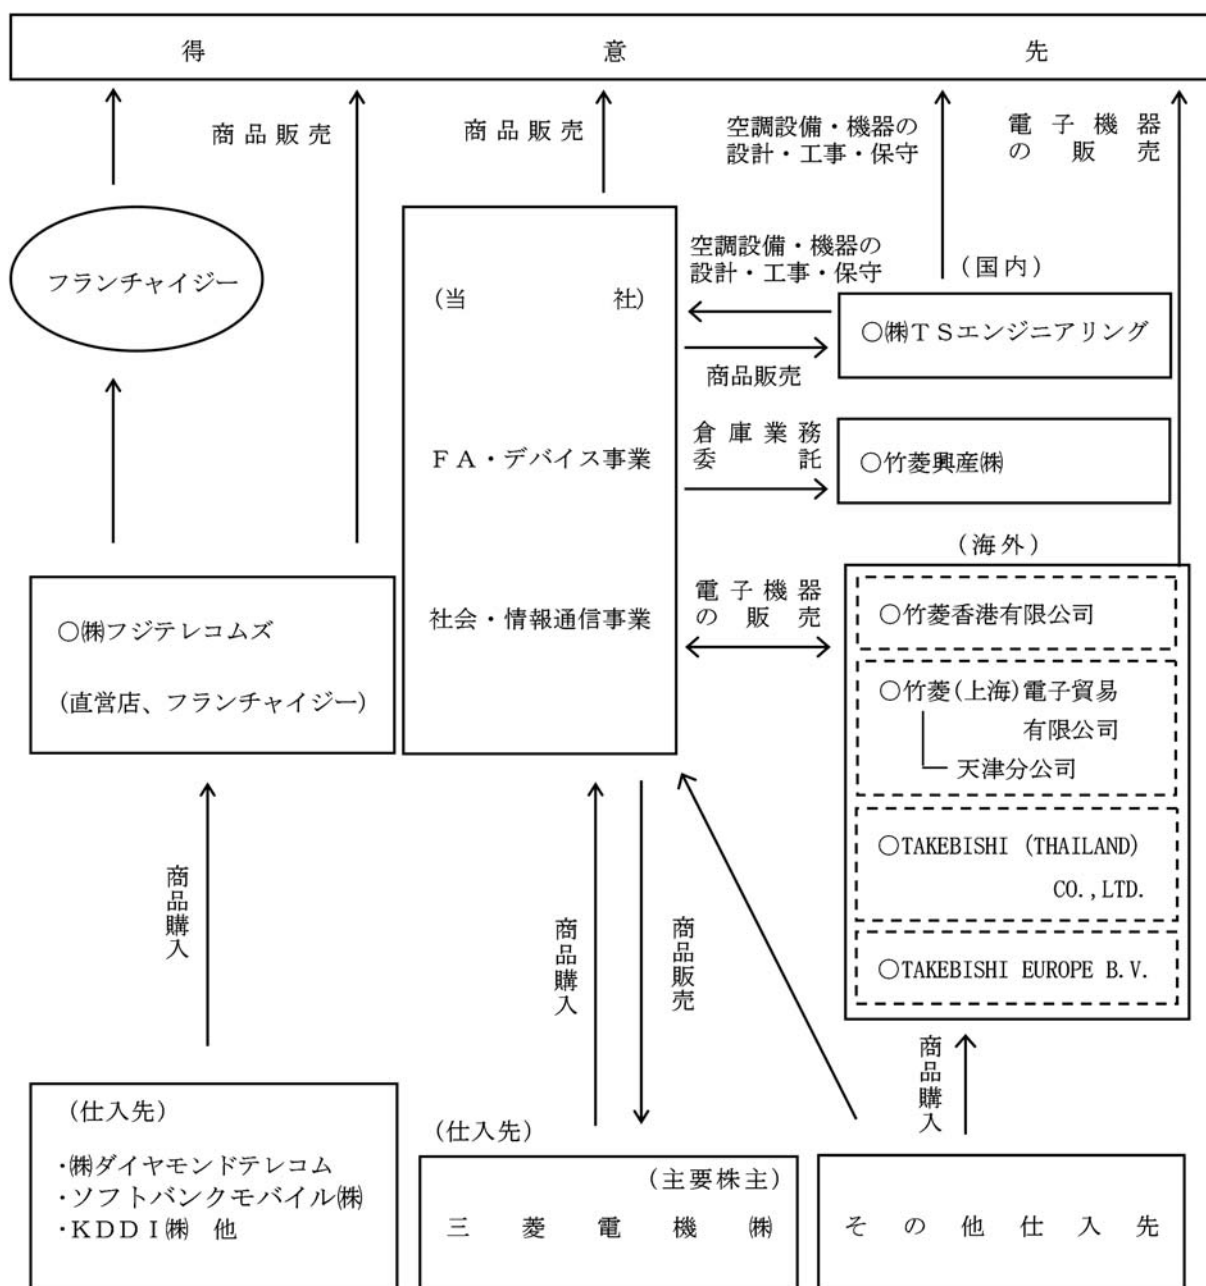 得意先
商品販売
商品販売
空調設備・機器の
設計・工事・保守
電子機器
の販売
フランチャイジー
(当社)
FA・デバイス事業
社会・情報通信事業
空調設備・機器の
設計・工事・保守
(国内)
○㈱TSエンジニアリング
商品販売
倉庫業務
委託
○竹菱興産㈱
(海外)
電子機器
の販売
○竹菱香港有限公司
○竹菱(上海)電子貿易
有限公司
天津分公司
○TAKEBISHI (THAILAND)
CO.,LTD.
○TAKEBISHI EUROPE B.V.
○㈱フジテレコムズ
(直営店、フランチャイジー)
商品購入
商品購入
商品販売
商品購入
(仕入先)
・㈱ダイヤモンドテレコム
・ソフトバンクモバイル㈱
・KDDI㈱ 他
(仕入先)
(主要株主)
三菱電機㈱
その他仕入先